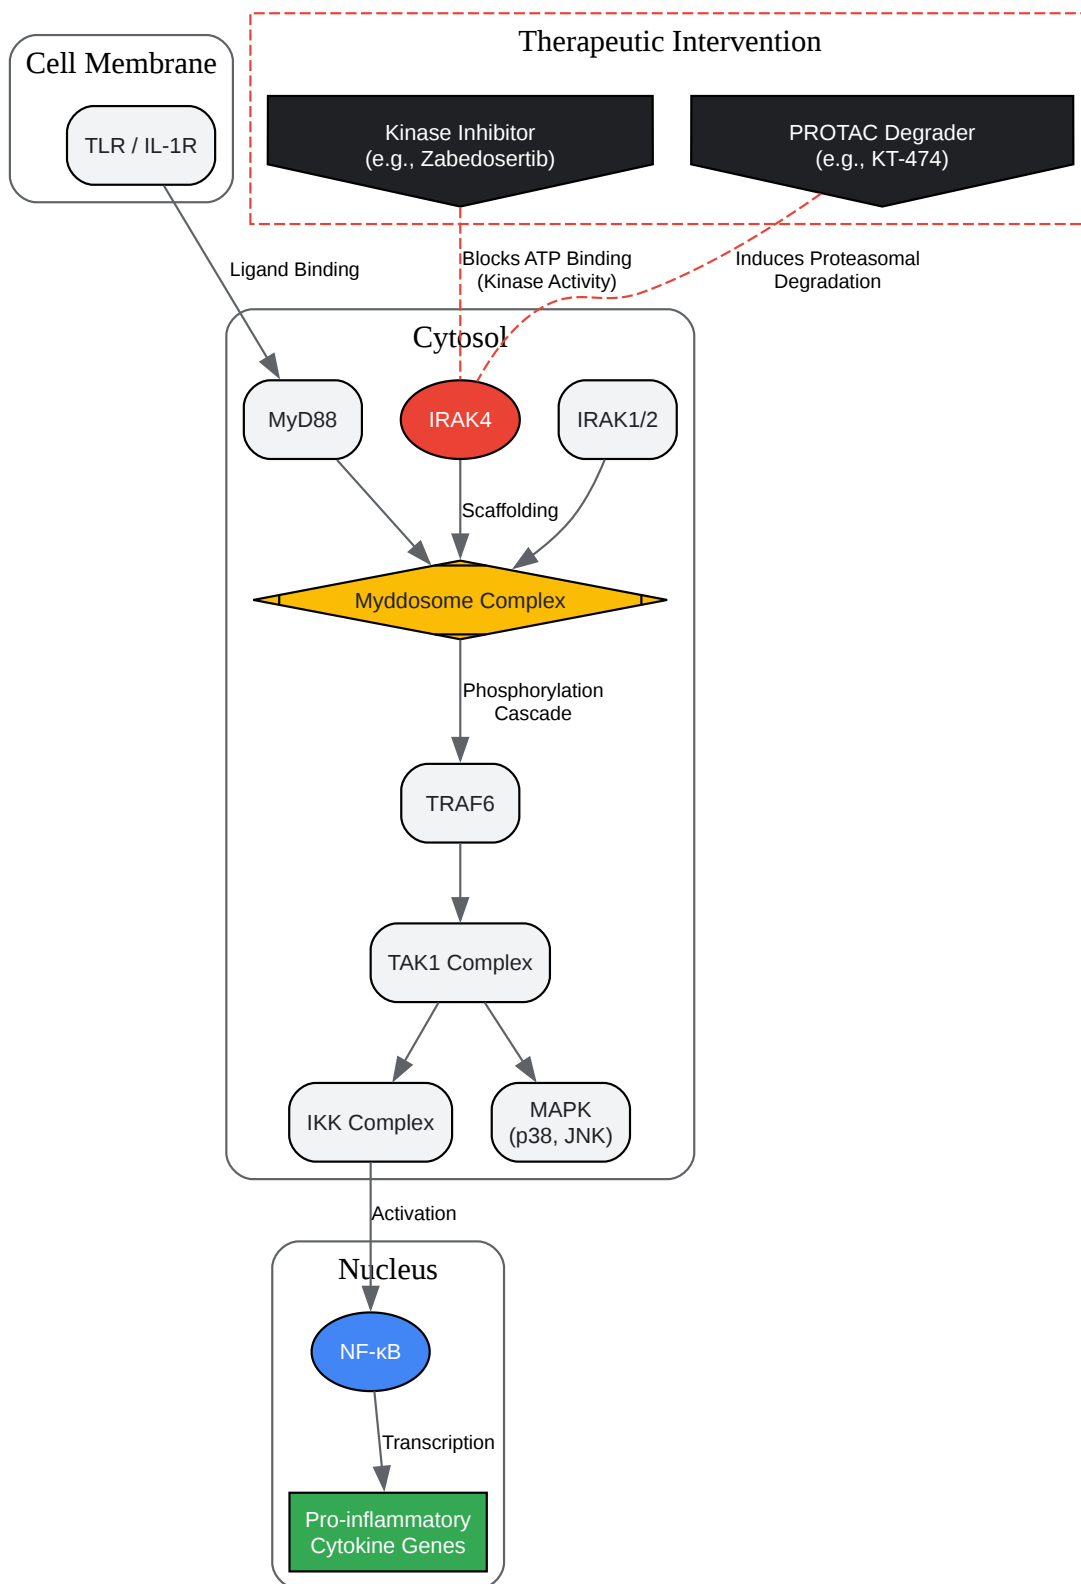 Therapeutic Intervention
Cell Membrane
TLR / IL-1R
Kinase Inhibitor
(e.g., Zabedosertib)
PROTAC Degrader
(e.g., KT-474)
Ligand Binding
Blocks ATP Binding
(Kinase Activity)
Induces Proteasomal
Degradation
Cytosol
MyD88
IRAK4
IRAK1/2
Scaffolding
Myddosome Complex
Phosphorylation
Cascade
TRAF6
TAK1 Complex
IKK Complex
MAPK
(p38, JNK)
Activation
Nucleus
NF-κB
Transcription
Pro-inflammatory
Cytokine Genes